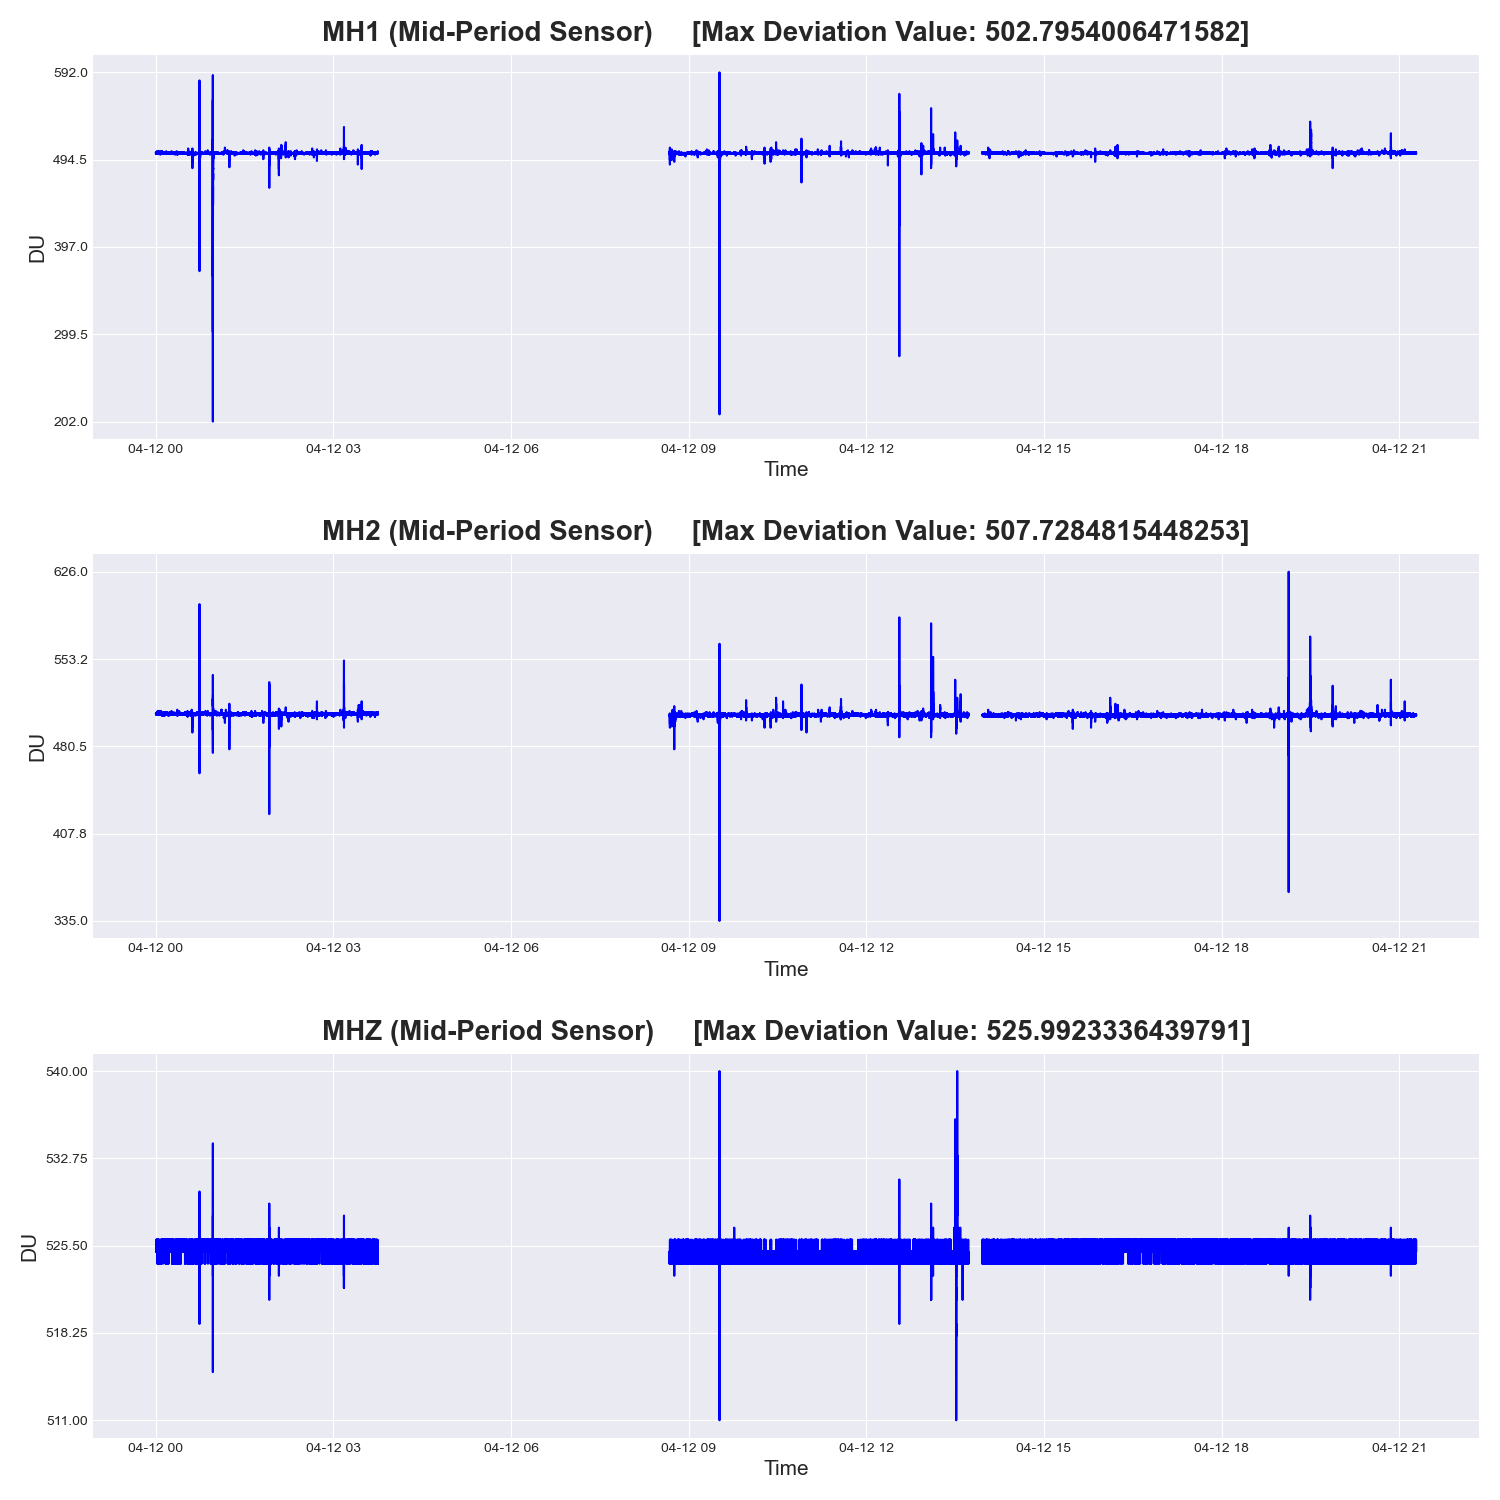 MH1 (Mid-Period Sensor) [Max Deviation Value: 502.7954006471582]
592.0
494.5
397.0
299.5
202.0
DU
04-12 00 04-12 03 04-12 06 04-12 09 04-12 12 04-12 15 04-12 18 04-12 21
Time
MH2 (Mid-Period Sensor) [Max Deviation Value: 507.7284815448253]
626.0
553.2
480.5
407.8
335.0
DU
04-12 00 04-12 03 04-12 06 04-12 09 04-12 12 04-12 15 04-12 18 04-12 21
Time
MHZ (Mid-Period Sensor) [Max Deviation Value: 525.9923336439791]
540.00
532.75
525.50
518.25
511.00
DU
04-12 00 04-12 03 04-12 06 04-12 09 04-12 12 04-12 15 04-12 18 04-12 21
Time